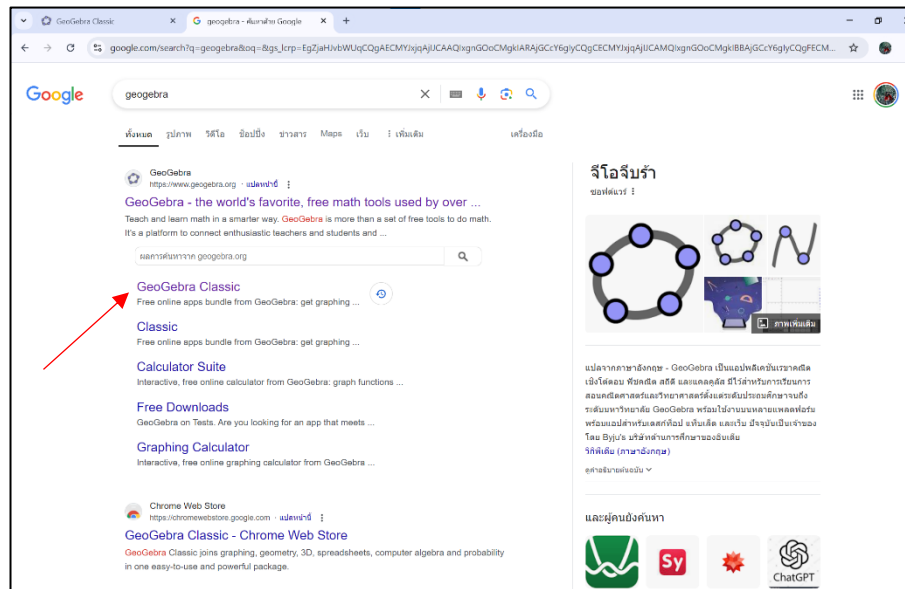 GeoGebra Classic
geogebra - ค้นหาด้วย Google
google.com/search?q=geogebra&oq=&gs_lcrp=EgZjaHJvbWUqCQgAECMYJxjqAjUCAAQIxgnGOoCMgkIARAjGCcY6gIyCQgCECMYJxjqAjUCAMQIxgnGOoCMgkIBBAjGCcY6gIyCQgFECM...
Google
geogebra
ทั้งหมด รูปภาพ วิดีโอ ช้อปปิ้ง ข่าวสาร Maps เว็บ เพิ่มเติม เครื่องมือ
GeoGebra
https://www.geogebra.org · แปลหน้านี้
GeoGebra - the world's favorite, free math tools used by over ...
Teach and learn math in a smarter way. GeoGebra is more than a set of free tools to do math.
It's a platform to connect enthusiastic teachers and students and ...
ผลการค้นหาจาก geogebra.org
GeoGebra Classic
Free online apps bundle from GeoGebra: get graphing ...
Classic
Free online apps bundle from GeoGebra: get graphing ...
Calculator Suite
Interactive, free online calculator from GeoGebra: graph functions ...
Free Downloads
GeoGebra on Tests. Are you looking for an app that meets ...
Graphing Calculator
Interactive, free online graphing calculator from GeoGebra ...
Chrome Web Store
https://chromewebstore.google.com · แปลหน้านี้
GeoGebra Classic - Chrome Web Store
GeoGebra Classic joins graphing, geometry, 3D, spreadsheets, computer algebra and probability
in one easy-to-use and powerful package.
จีโอจีบร้า
ซอฟต์แวร์
ภาพเพิ่มเติม
แปลจากภาษาอังกฤษ - GeoGebra เป็นแอปพลิเคชันเรขาคณิต
เชิงโต้ตอบ พีชคณิต สถิติ และแคลคูลัส มีไว้สำหรับการเรียนการ
สอนคณิตศาสตร์และวิทยาศาสตร์ตั้งแต่ระดับประถมศึกษาจนถึง
ระดับมหาวิทยาลัย GeoGebra พร้อมใช้งานบนหลายแพลตฟอร์ม
พร้อมแอปสำหรับเดสก์ท็อป แท็บเล็ต และเว็บ ปัจจุบันเป็นเจ้าของ
โดย Byju's บริษัทด้านการศึกษาของอินเดีย
วิกิพีเดีย (ภาษาอังกฤษ)
ดูคำอธิบายต้นฉบับ
และผู้คนยังค้นหา
Sy
ChatGPT